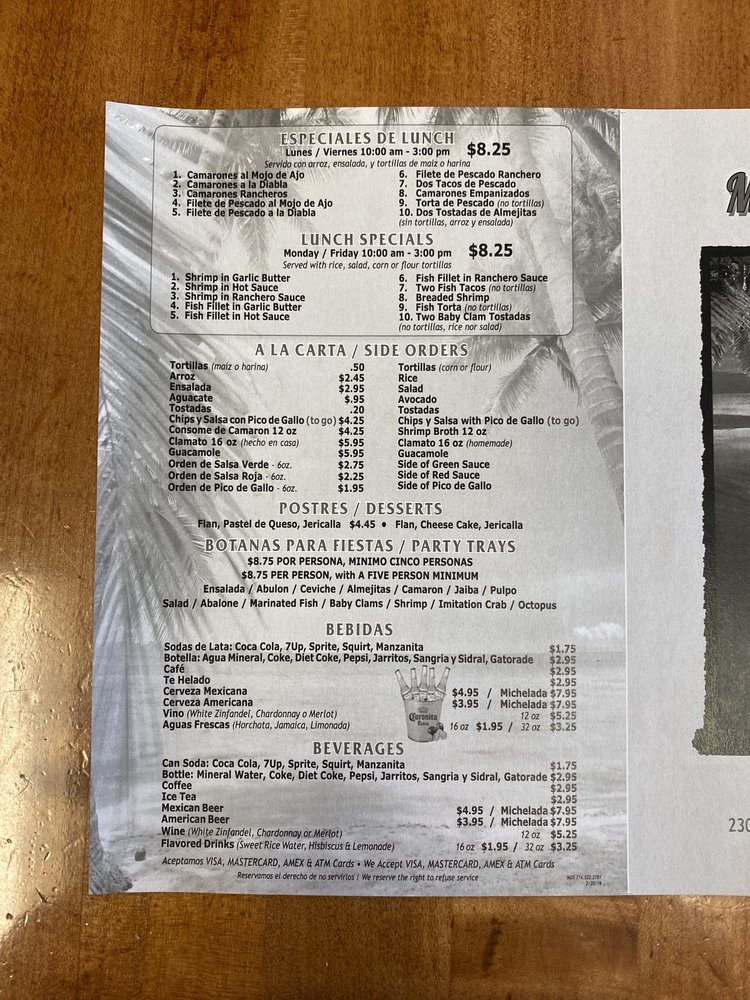 ESPECIALES DE LUNCH
Lunes / Viernes 10:00 am - 3:00 pm $8.25
Servido con arroz, ensalada, y tortillas de maiz o harina
1. Camarones al Mojo de Ajo
2. Camarones a la Diabla
3. Camarones Rancheros
4. Filete de Pescado al Mojo de Ajo
5. Filete de Pescado a la Diabla
6. Filete de Pescado Ranchero
7. Dos Tacos de Pescado
8. Camarones Empanizados
9. Torta de Pescado (no tortillas)
10. Dos Tostadas de Almejitas
(sin tortillas, arroz y ensalada)
LUNCH SPECIALS
Monday / Friday 10:00 am - 3:00 pm $8.25
Served with rice, salad, corn or flour tortillas
1. Shrimp in Garlic Butter
2. Shrimp in Hot Sauce
3. Shrimp in Ranchero Sauce
4. Fish Fillet in Garlic Butter
5. Fish Fillet in Hot Sauce
6. Fish Fillet in Ranchero Sauce
7. Two Fish Tacos (no tortillas)
8. Breaded Shrimp
9. Fish Torta (no tortillas)
10. Two Baby Clam Tostadas
(no tortillas, rice nor salad)
A LA CARTA / SIDE ORDERS
Tortillas (maiz o harina) .50 Tortillas (corn or flour)
Arroz $2.45 Rice
Ensalada $2.95 Salad
Aguacate $.95 Avocado
Tostadas .20 Tostadas
Chips y Salsa con Pico de Gallo (to go) $4.25 Chips y Salsa with Pico de Gallo (to go)
Consome de Camaron 12 oz $4.25 Shrimp Broth 12 oz
Clamato 16 oz (hecho en casa) $5.95 Clamato 16 oz (homemade)
Guacamole $5.95 Guacamole
Orden de Salsa Verde - 6oz. $2.75 Side of Green Sauce
Orden de Salsa Roja - 6oz. $2.25 Side of Red Sauce
Orden de Pico de Gallo - 6oz. $1.95 Side of Pico de Gallo
POSTRES / DESSERTS
Flan, Pastel de Queso, Jericalla $4.45 • Flan, Cheese Cake, Jericalla
BOTANAS PARA FIESTAS / PARTY TRAYS
$8.75 POR PERSONA, MINIMO CINCO PERSONAS
$8.75 PER PERSON, with A FIVE PERSON MINIMUM
Ensalada / Abulon / Ceviche / Almejitas / Camaron / Jaiba / Pulpo
Salad / Abalone / Marinated Fish / Baby Clams / Shrimp / Imitation Crab / Octopus
BEBIDAS
Sodas de Lata: Coca Cola, 7Up, Sprite, Squirt, Manzanita $1.75
Botella: Agua Mineral, Coke, Diet Coke, Pepsi, Jarritos, Sangria y Sidral, Gatorade $2.95
Café $2.95
Te Helado $2.95
Cerveza Mexicana $4.95 / Michelada $7.95
Cerveza Americana $3.95 / Michelada $7.95
Vino (White Zinfandel, Chardonnay o Merlot) 12 oz $5.25
Aguas Frescas (Horchata, Jamaica, Limonada) 16 oz $1.95 / 32 oz $3.25
Coronita
Extra
BEVERAGES
Can Soda: Coca Cola, 7Up, Sprite, Squirt, Manzanita $1.75
Bottle: Mineral Water, Coke, Diet Coke, Pepsi, Jarritos, Sangria y Sidral, Gatorade $2.95
Coffee $2.95
Ice Tea $2.95
Mexican Beer $4.95 / Michelada $7.95
American Beer $3.95 / Michelada $7.95
Wine (White Zinfandel, Chardonnay or Merlot) 12 oz $5.25
Flavored Drinks (Sweet Rice Water, Hisbiscus & Lemonade) 16 oz $1.95 / 32 oz $3.25
Aceptamos VISA, MASTERCARD, AMEX & ATM Cards • We Accept VISA, MASTERCARD, AMEX & ATM Cards
Reservamos el derecho de no servirlos / We reserve the right to refuse service
2/20/19
M
230